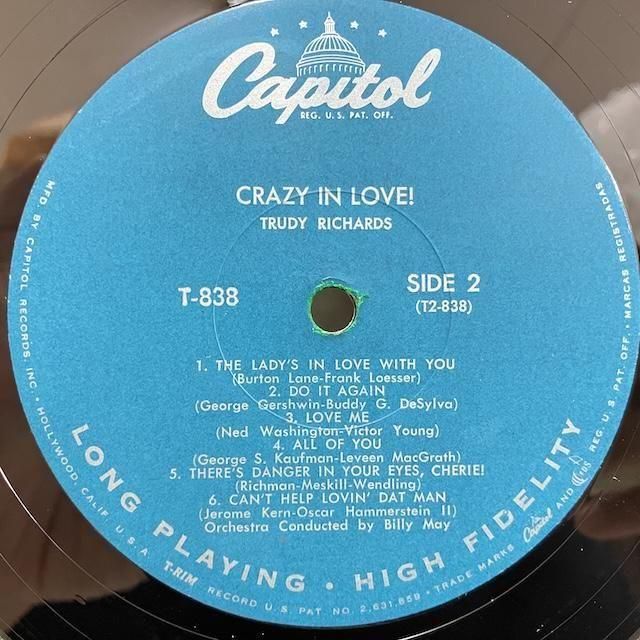 Capitol
REG. U. S. PAT. OFF.
CRAZY IN LOVE!
TRUDY RICHARDS
T-838
SIDE 2
(T2-838)
1. THE LADY'S IN LOVE WITH YOU
(Burton Lane-Frank Loesser)
2. DO IT AGAIN
(George Gershwin-Buddy G. DeSylva)
3. LOVE ME
(Ned Washington-Victor Young)
4. ALL OF YOU
(George S. Kaufman-Leveen MacGrath)
5. THERE'S DANGER IN YOUR EYES, CHERIE!
(Richman-Meskill-Wendling)
6. CAN'T HELP LOVIN' DAT MAN
(Jerome Kern-Oscar Hammerstein II)
Orchestra Conducted by Billy May
LONG PLAYING · HIGH FIDELITY
MFD. BY CAPITOL RECORDS, INC. · HOLLYWOOD, CALIF. U. S. A.
T-RIM RECORD U.S. PAT. NO. 2,631,859 · TRADE MARKS Capitol AND REG. U. S. PAT. OFF. · MARCAS REGISTRADAS